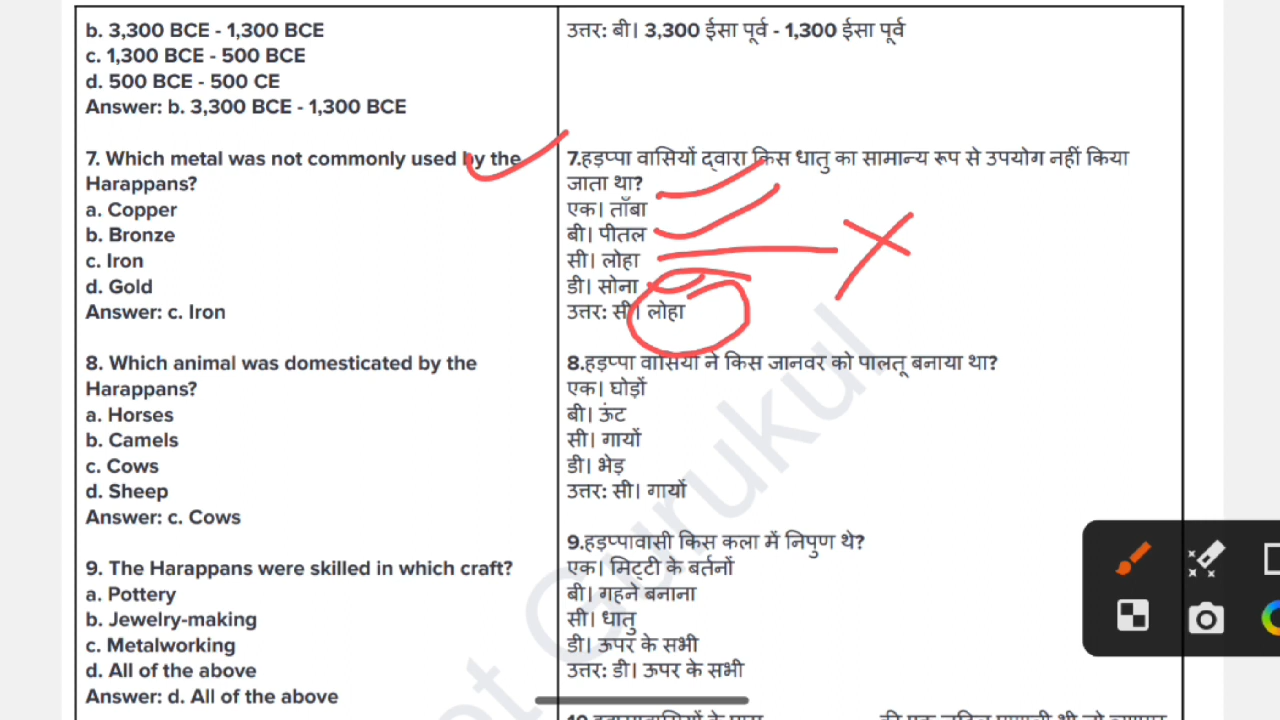 b. 3,300 BCE - 1,300 BCE
c. 1,300 BCE - 500 BCE
d. 500 BCE - 500 CE
Answer: b. 3,300 BCE - 1,300 BCE
7. Which metal was not commonly used by the
Harappans?
a. Copper
b. Bronze
c. Iron
d. Gold
Answer: c. Iron
8. Which animal was domesticated by the
Harappans?
a. Horses
b. Camels
c. Cows
d. Sheep
Answer: c. Cows
9. The Harappans were skilled in which craft?
a. Pottery
b. Jewelry-making
c. Metalworking
d. All of the above
Answer: d. All of the above
उत्तर: बी। 3,300 ईसा पूर्व - 1,300 ईसा पूर्व
7.हड़प्पा वासियों द्वारा किस धातु का सामान्य रूप से उपयोग नहीं किया
जाता था?
एक। ताँबा
बी। पीतल
सी। लोहा
डी। सोना
उत्तर: सी। लोहा
8.हड़प्पा वासियों ने किस जानवर को पालतू बनाया था?
एक। घोड़ों
बी। ऊंट
सी। गायों
डी। भेड़
उत्तर: सी। गायों
9.हड़प्पावासी किस कला में निपुण थे?
एक। मिट्टी के बर्तनों
बी। गहने बनाना
सी। धातु
डी। ऊपर के सभी
उत्तर: डी। ऊपर के सभी
Gurukul